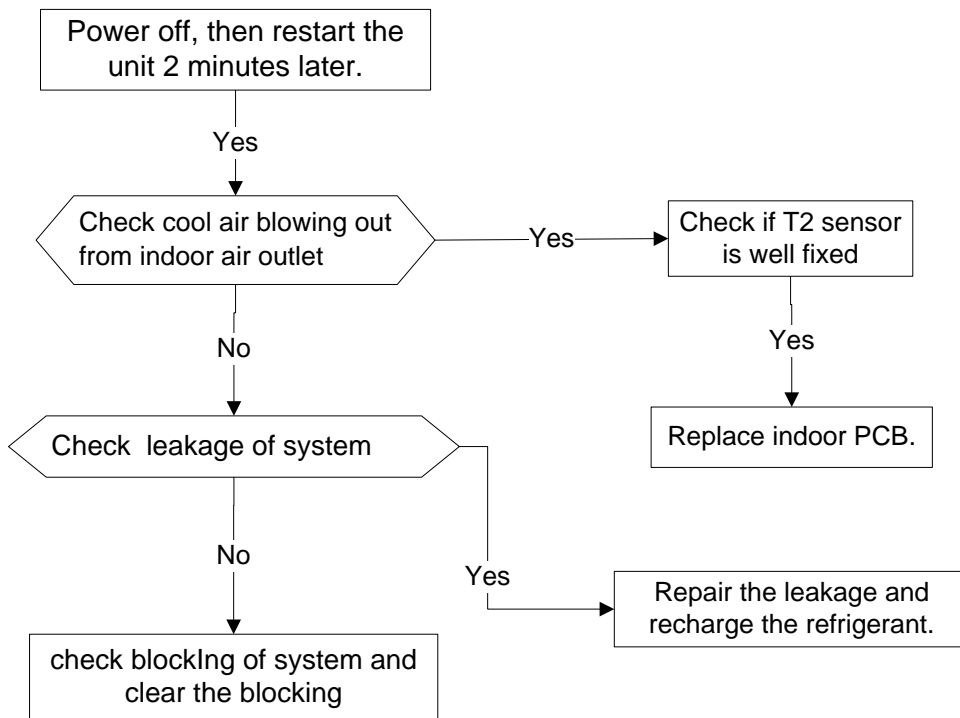 Power off, then restart the
unit 2 minutes later.
Yes
Check cool air blowing out
from indoor air outlet
Yes
Check if T2 sensor
is well fixed
No
Yes
Check leakage of system
Replace indoor PCB.
No
Yes
Repair the leakage and
recharge the refrigerant.
check blockIng of system and
clear the blocking